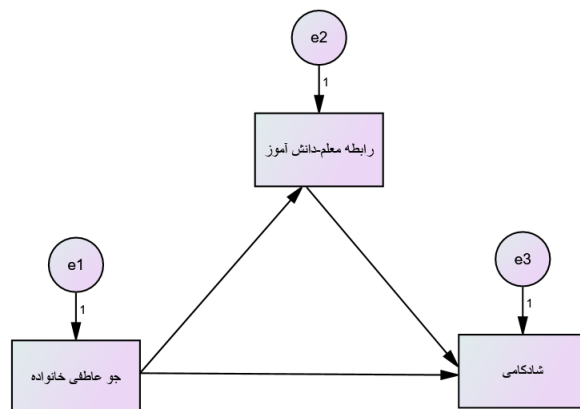 e2
1
رابطه معلم-دانش آموز
e1
1
e3
1
جو عاطفی خانواده
شادکامی